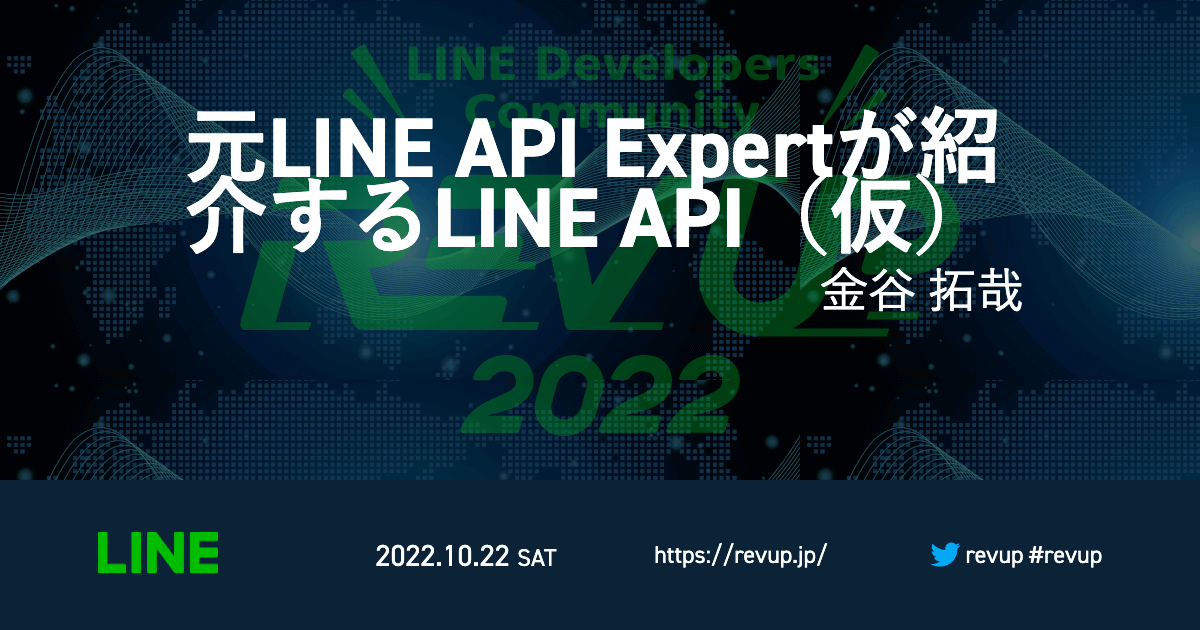 LINE Developers
Community
元LINE API Expertが紹
介するLINE API（仮）
REVUP
金谷 拓哉
2022
LINE
2022.10.22 SAT
https://revup.jp/
revup #revup